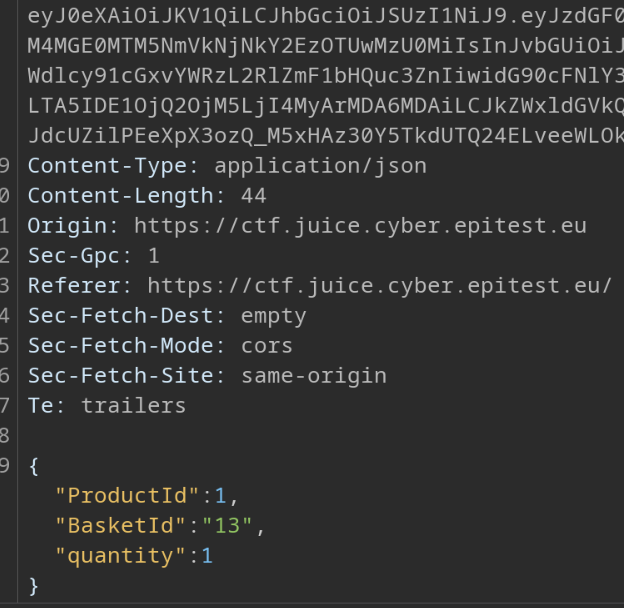 eyJ0eXAiOiJKV1QiLCJhbGciOiJSUzI1NiJ9.eyJzdGF0
M4MGE0MTM5NmVkNjNkY2EzOTUwMzU0MiIsInJvbGUiOiJ
Wdlcy91cGxvYWRzL2RlZmF1bHQuc3ZnIiwidG90cFNlY3
LTA5IDE1OjQ2OjM5LjI4MyArMDA6MDAiLCJkZWxldGVkQ
JdcUZilPEeXpX3ozQ_M5xHAz30Y5TkdUTQ24ELveeWLOk
9 Content-Type: application/json
0 Content-Length: 44
1 Origin: https://ctf.juice.cyber.epitest.eu
2 Sec-Gpc: 1
3 Referer: https://ctf.juice.cyber.epitest.eu/
4 Sec-Fetch-Dest: empty
5 Sec-Fetch-Mode: cors
6 Sec-Fetch-Site: same-origin
7 Te: trailers
8
9 {
"ProductId":1,
"BasketId":"13",
"quantity":1
}